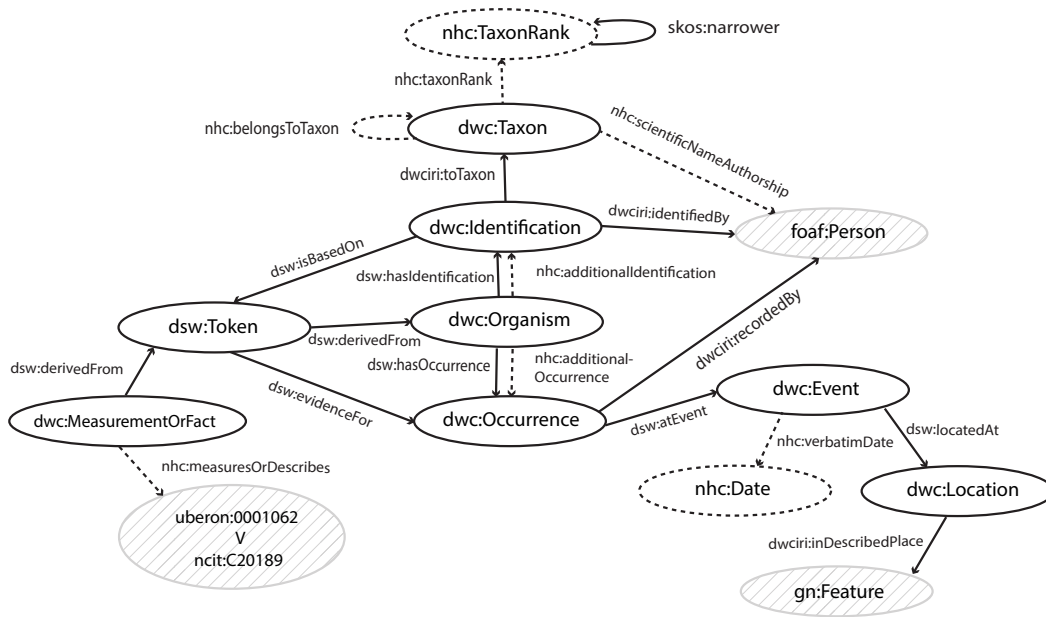 nhc:TaxonRank
skos:narrower
nhc:taxonRank
nhc:belongsToTaxon
dwc:Taxon
nhc:scientificNameAuthorship
dwciri:toTaxon
dwc:Identification
dwciri:identifiedBy
foaf:Person
dsw:isBasedOn
dsw:hasIdentification
nhc:additionalIdentification
dsw:Token
dsw:derivedFrom
dwc:Organism
dsw:hasOccurrence
nhc:additional-
Occurrence
dwciri:recordedBy
dsw:derivedFrom
dsw:evidenceFor
dwc:MeasurementOrFact
dwc:Occurrence
dsw:atEvent
dwc:Event
nhc:verbatimDate
dsw:locatedAt
nhc:measuresOrDescribes
nhc:Date
dwc:Location
uberon:0001062
V
ncit:C20189
dwciri:inDescribedPlace
gn:Feature